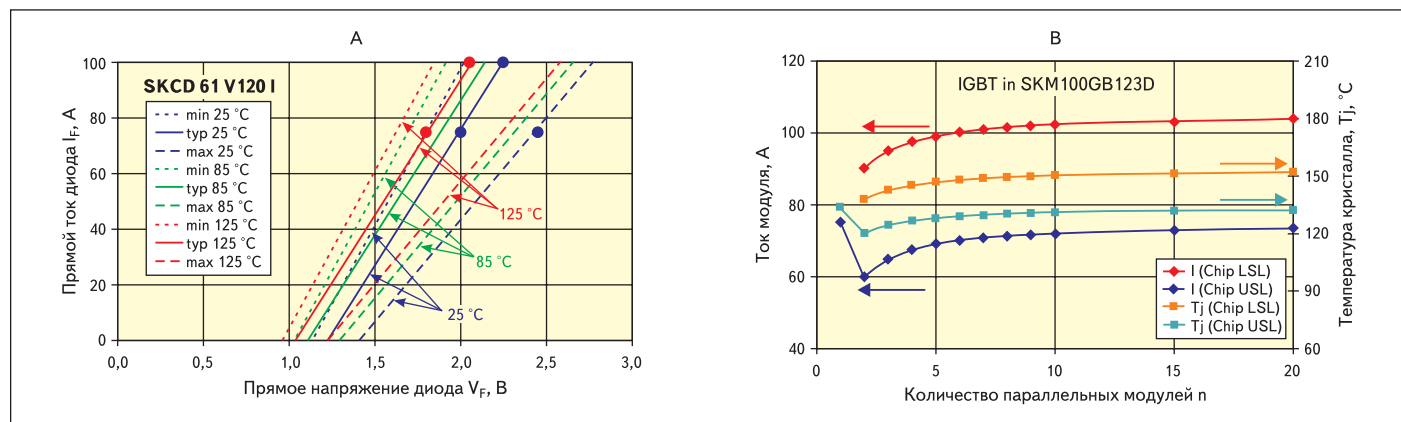 A
SKCD 61 V120 I
min 25 °C
typ 25 °C
max 25 °C
min 85 °C
typ 85 °C
max 85 °C
min 125 °C
typ 125 °C
max 125 °C
125 °C
85 °C
25 °C
Прямой ток диода I_F, А
100
80
60
40
20
0
0,0
0,5
1,0
1,5
2,0
2,5
3,0
Прямое напряжение диода V_F, В
B
IGBT in SKM100GB123D
I (Chip LSL)
I (Chip USL)
Tj (Chip LSL)
Tj (Chip USL)
Ток модуля, А
120
100
80
60
40
Температура кристалла, Tj, °C
210
180
150
120
90
60
0
5
10
15
20
Количество параллельных модулей n